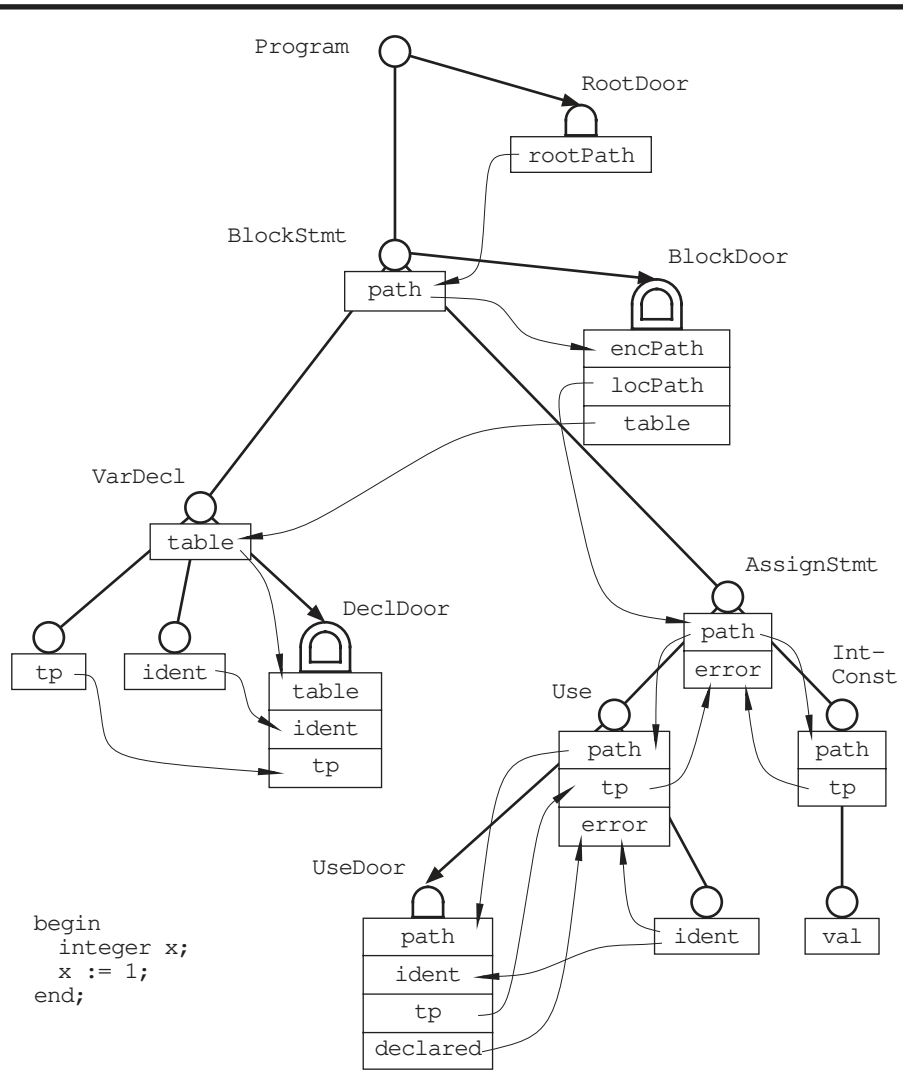 Program
RootDoor
rootPath
BlockStmt
BlockDoor
path
encPath
locPath
table
VarDecl
table
AssignStmt
DeclDoor
path
Int-
Const
tp
ident
error
Use
table
path
path
ident
tp
tp
tp
error
UseDoor
begin
integer x;
x := 1;
end;
path
ident
val
ident
tp
declared